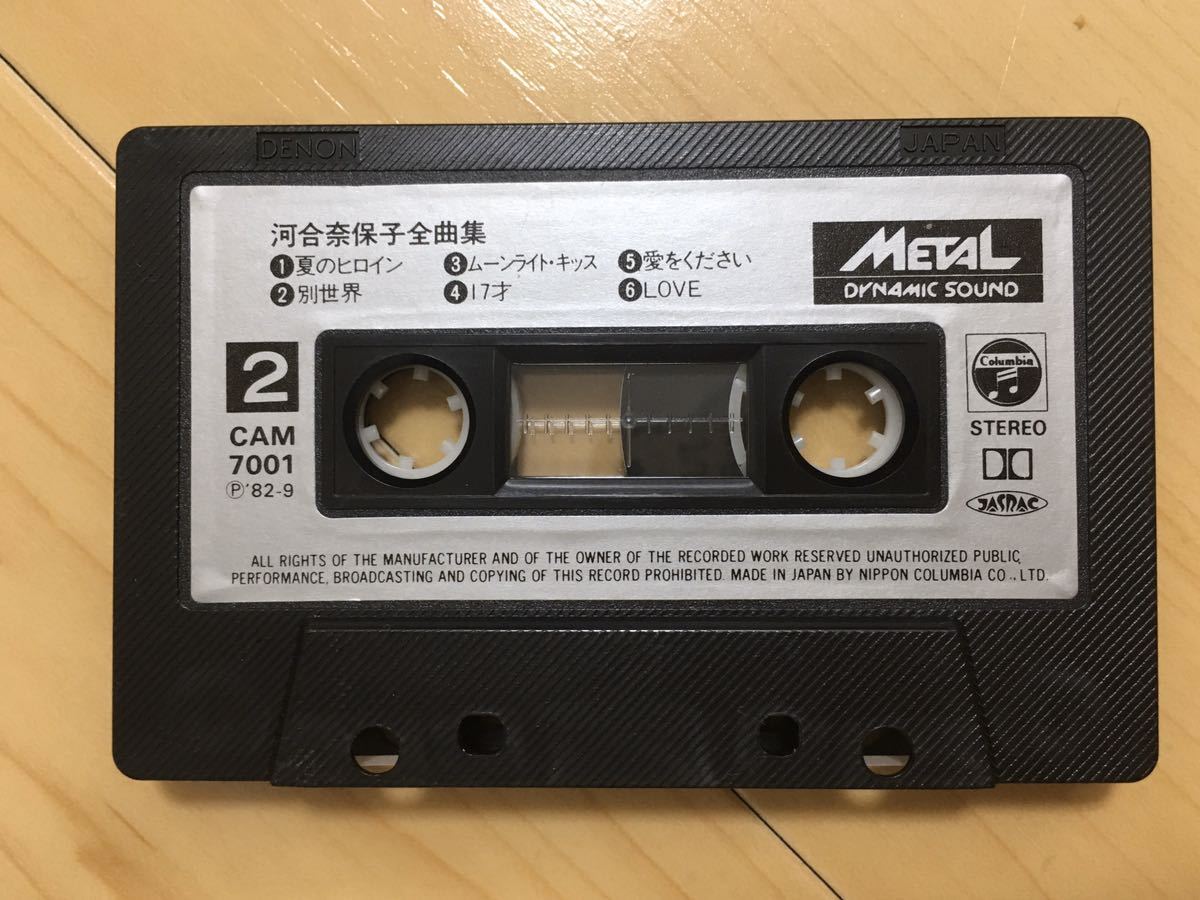 DENON
JAPAN
河合奈保子全曲集
❶夏のヒロイン ❸ムーンライト・キッス ❺愛をください
❷別世界 ❹17才 ❻LOVE
METAL
DYNAMIC SOUND
2
CAM
7001
Ⓟ'82-9
Columbia
STEREO
JASRAC
ALL RIGHTS OF THE MANUFACTURER AND OF THE OWNER OF THE RECORDED WORK RESERVED UNAUTHORIZED PUBLIC
PERFORMANCE, BROADCASTING AND COPYING OF THIS RECORD PROHIBITED. MADE IN JAPAN BY NIPPON COLUMBIA CO., LTD.